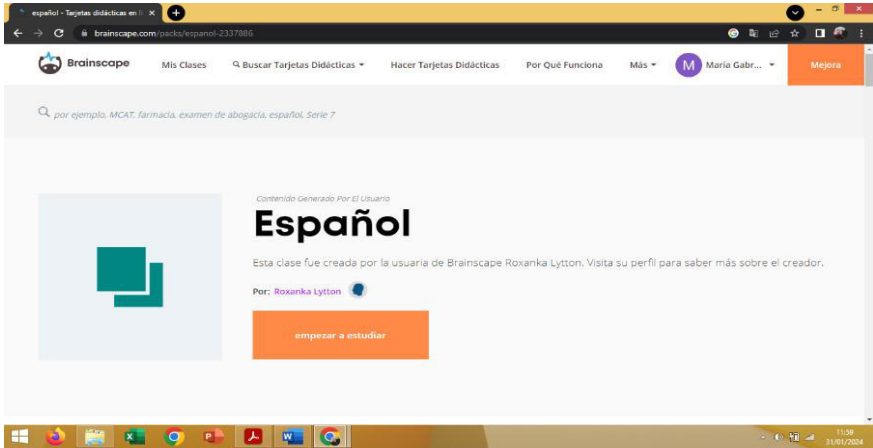 español - Tarjetas didácticas en lí
brainscape.com/packs/espanol-2337886
Brainscape
Mis Clases
Buscar Tarjetas Didácticas
Hacer Tarjetas Didácticas
Por Qué Funciona
Más
M
María Gabr...
Mejora
por ejemplo, MCAT, farmacia, examen de abogacía, español, Serie 7
Contenido Generado Por El Usuario
Español
Esta clase fue creada por la usuaria de Brainscape Roxanka Lytton. Visita su perfil para saber más sobre el creador.
Por: Roxanka Lytton
empezar a estudiar
11:59
31/01/2024